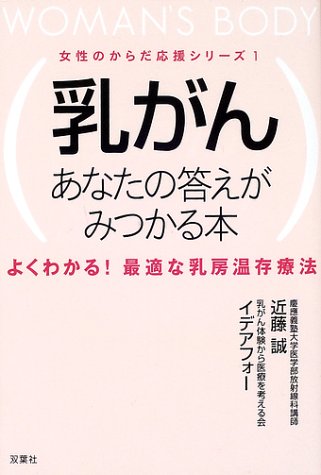 WOMAN'S BODY
女性のからだ応援シリーズ1
(乳がん
あなたの答えが
みつかる本)
よくわかる!最適な乳房温存療法
慶應義塾大学医学部放射線科講師
近藤 誠
乳がん体験から医療を考える会
イデアフォー
双葉社